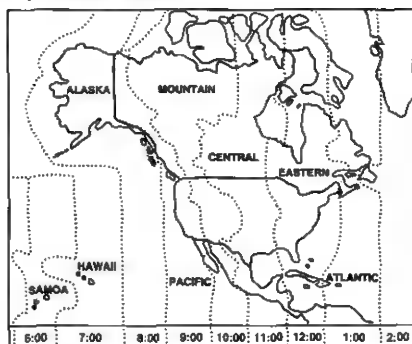 ALASKA MOUNTAIN
CENTRAL
EASTERN
HAWAII
SAMOA PACIFIC ATLANTIC
6:00 7:00 8:00 9:00 10:00 11:00 12:00 1:00 2:00